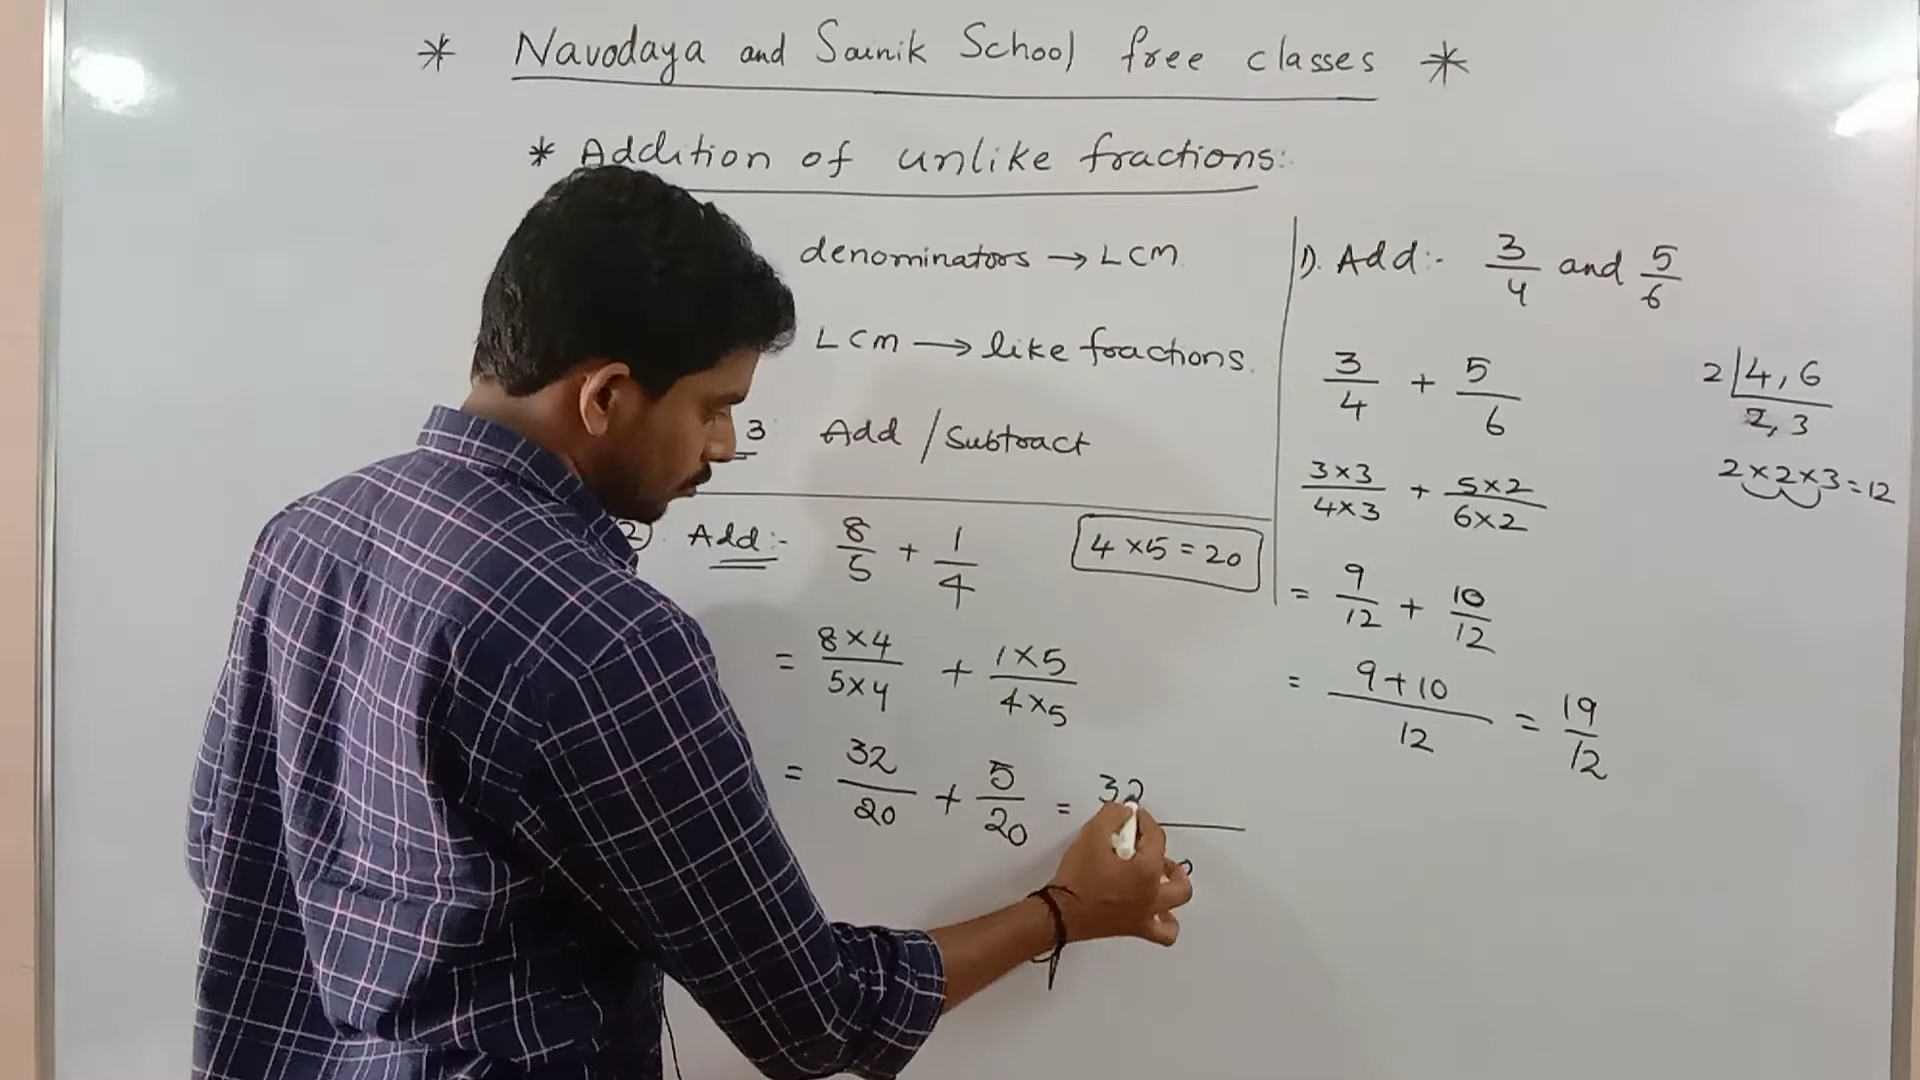 * Navodaya and Sainik School free classes *
* Addition of unlike fractions:
denominators → LCM
LCM → like fractions.
3 Add / Subtract
2) Add:- 8/5 + 1/4
4 × 5 = 20
= 8×4/5×4 + 1×5/4×5
= 32/20 + 5/20 = 32
1). Add:- 3/4 and 5/6
3/4 + 5/6
2 | 4, 6
2, 3
2×2×3=12
3×3/4×3 + 5×2/6×2
= 9/12 + 10/12
= 9+10/12 = 19/12